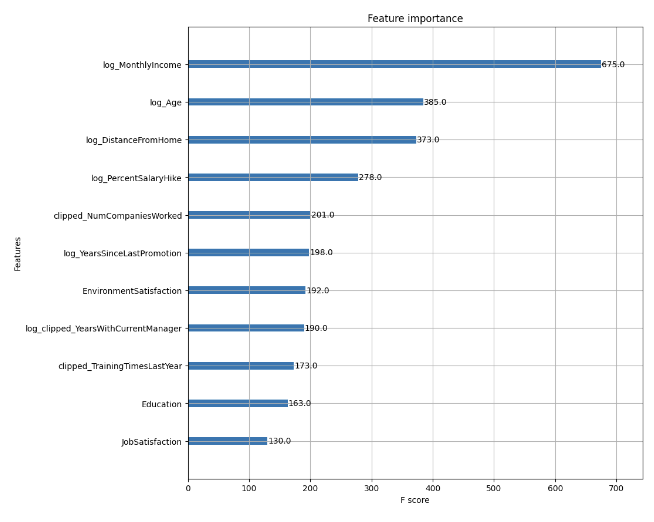 Feature importance
log_MonthlyIncome 675.0
log_Age 385.0
log_DistanceFromHome 373.0
log_PercentSalaryHike 278.0
clipped_NumCompaniesWorked 201.0
log_YearsSinceLastPromotion 198.0
EnvironmentSatisfaction 192.0
log_clipped_YearsWithCurrentManager 190.0
clipped_TrainingTimesLastYear 173.0
Education 163.0
JobSatisfaction 130.0
Features
0 100 200 300 400 500 600 700
F score